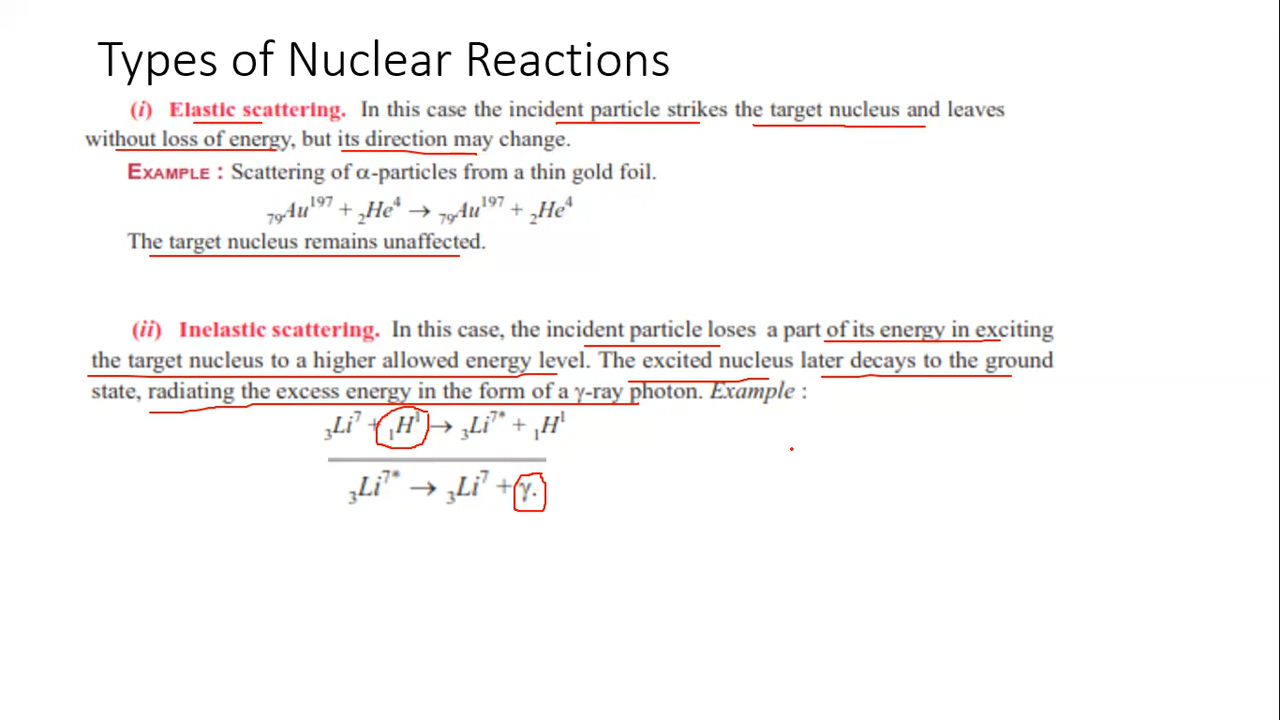 Types of Nuclear Reactions
(i) Elastic scattering. In this case the incident particle strikes the target nucleus and leaves
without loss of energy, but its direction may change.
EXAMPLE : Scattering of α-particles from a thin gold foil.
₇₉Au¹⁹⁷ + ₂He⁴ → ₇₉Au¹⁹⁷ + ₂He⁴
The target nucleus remains unaffected.
(ii) Inelastic scattering. In this case, the incident particle loses a part of its energy in exciting
the target nucleus to a higher allowed energy level. The excited nucleus later decays to the ground
state, radiating the excess energy in the form of a γ-ray photon. Example :
₃Li⁷ + ₁H¹ → ₃Li⁷* + ₁H¹
₃Li⁷* → ₃Li⁷ + γ.